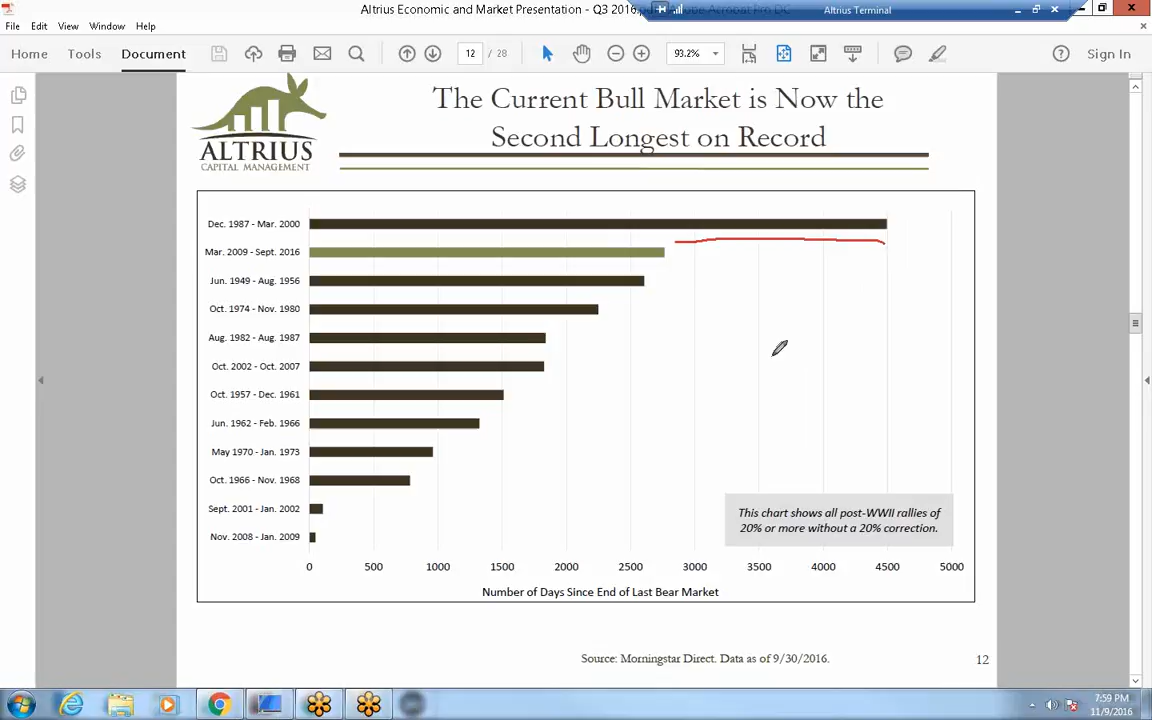 Altrius Economic and Market Presentation - Q3 2016
Altrius Terminal
File Edit View Window Help
Home Tools Document 12 / 28 93.2% Sign In
ALTRIUS
CAPITAL MANAGEMENT
The Current Bull Market is Now the
Second Longest on Record
Dec. 1987 - Mar. 2000
Mar. 2009 - Sept. 2016
Jun. 1949 - Aug. 1956
Oct. 1974 - Nov. 1980
Aug. 1982 - Aug. 1987
Oct. 2002 - Oct. 2007
Oct. 1957 - Dec. 1961
Jun. 1962 - Feb. 1966
May 1970 - Jan. 1973
Oct. 1966 - Nov. 1968
Sept. 2001 - Jan. 2002
Nov. 2008 - Jan. 2009
This chart shows all post-WWII rallies of
20% or more without a 20% correction.
0 500 1000 1500 2000 2500 3000 3500 4000 4500 5000
Number of Days Since End of Last Bear Market
Source: Morningstar Direct. Data as of 9/30/2016.
12
7:59 PM
11/9/2016